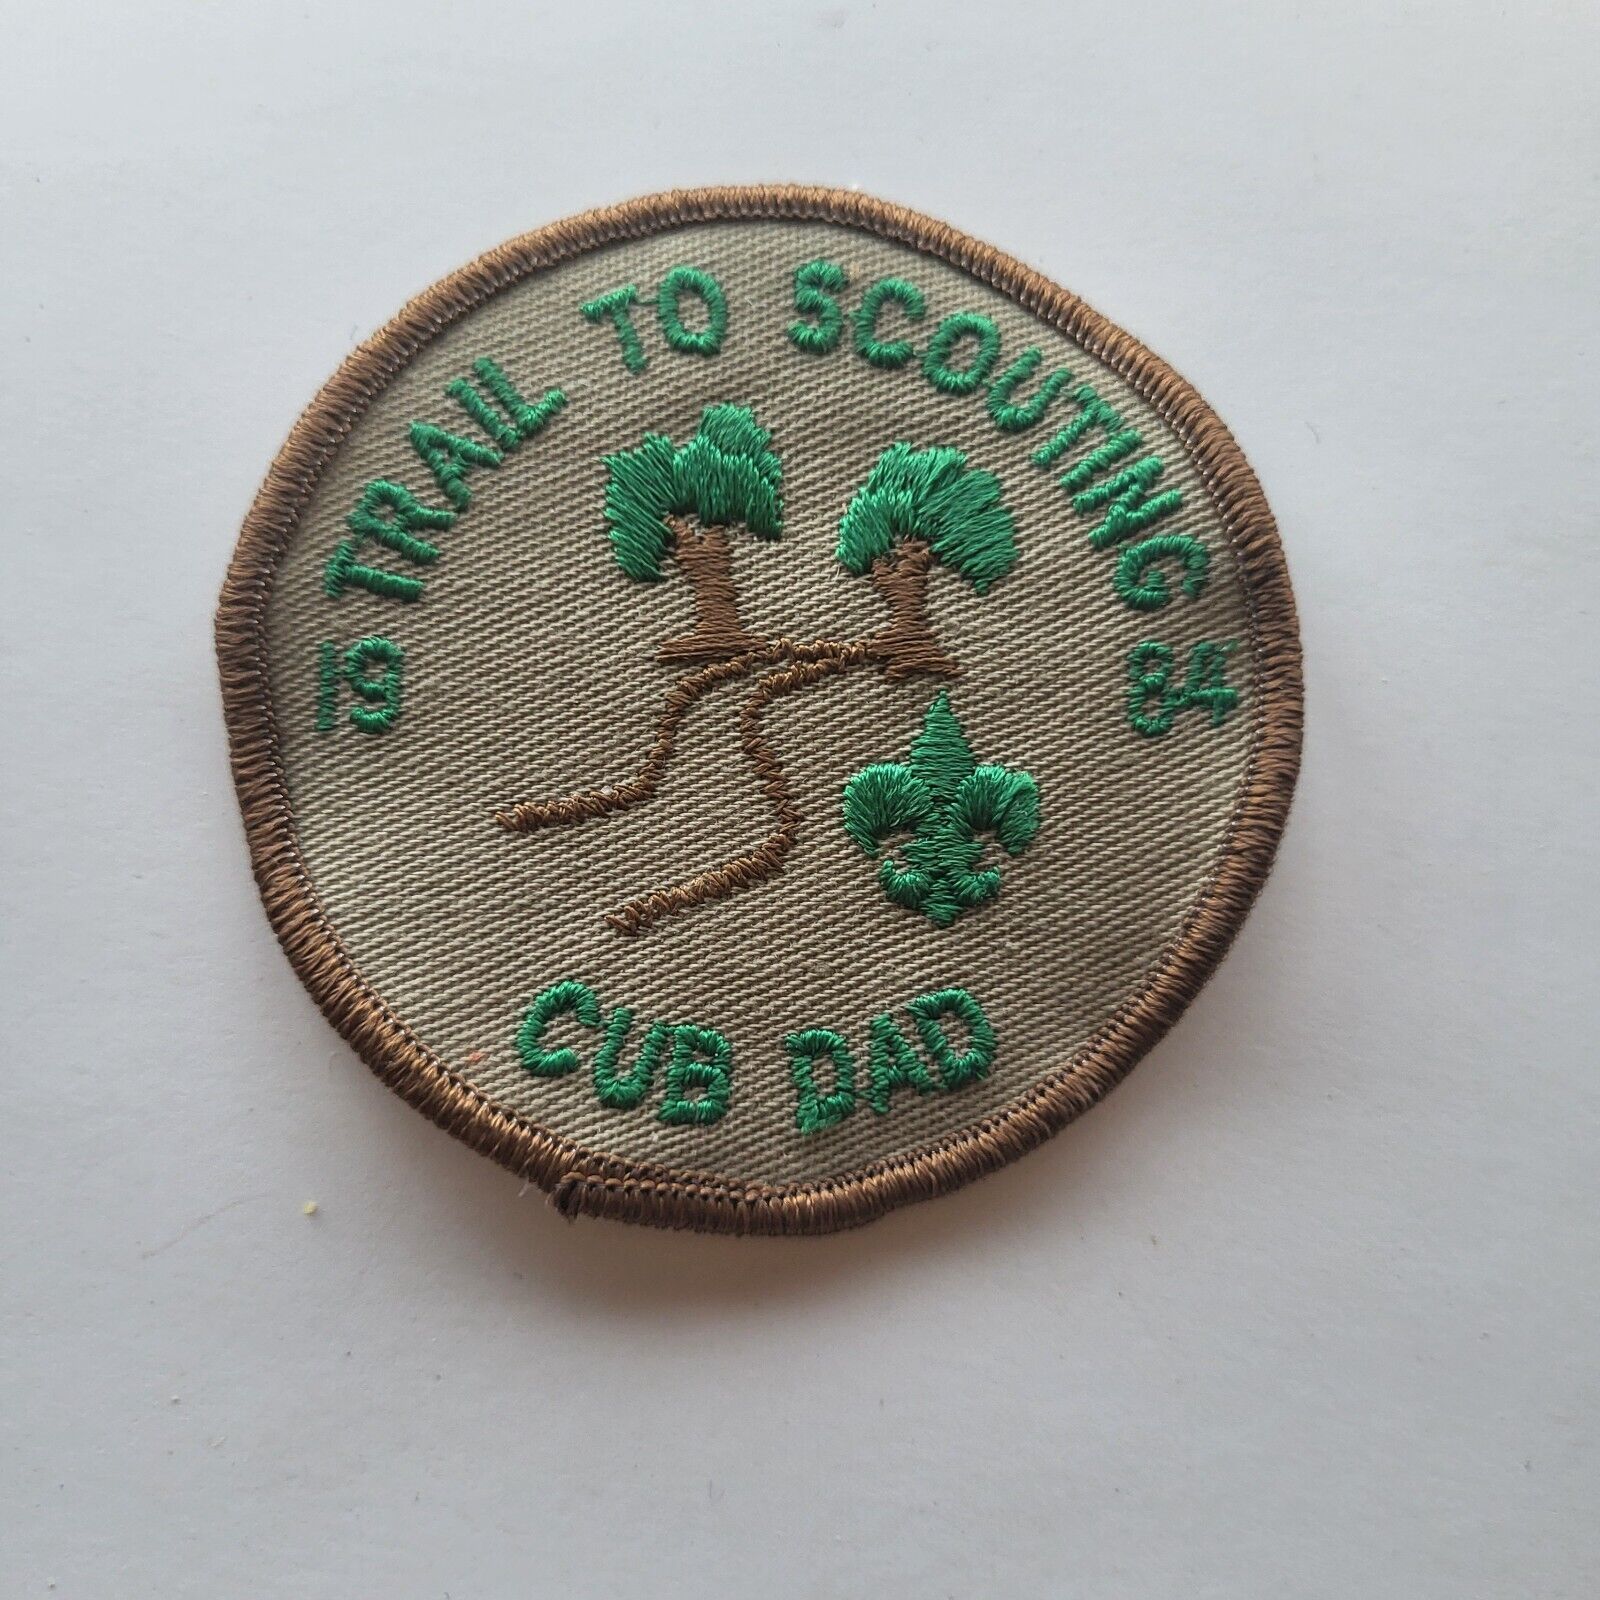 TRAIL TO SCOUTING
19 84
CUB DAD